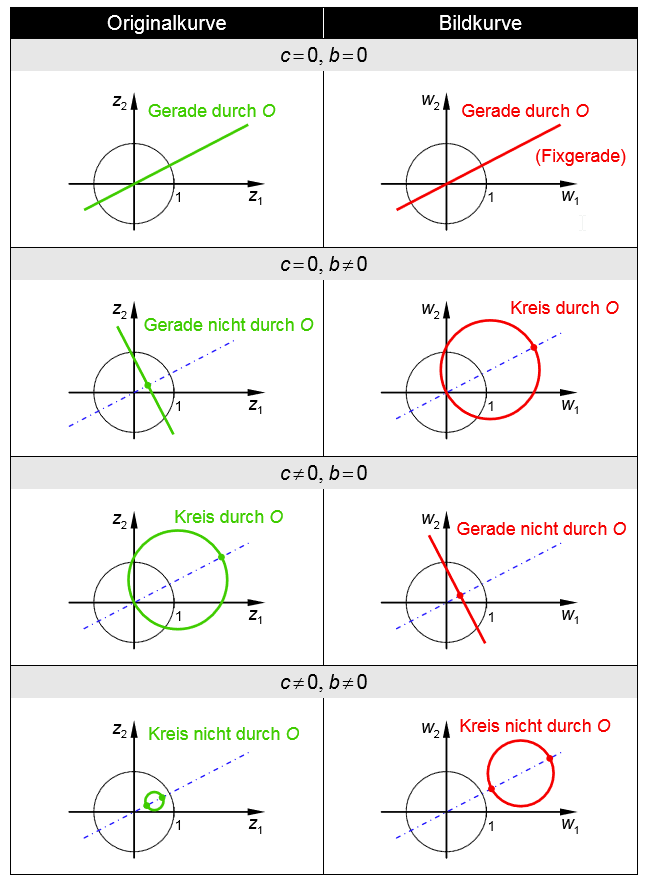 Originalkurve Bildkurve
c=0, b=0
z₂ Gerade durch O w₂ Gerade durch O
(Fixgerade)
1 z₁ 1 w₁
c=0, b≠0
z₂ Gerade nicht durch O w₂ Kreis durch O
1 z₁ 1 w₁
c≠0, b=0
z₂ Kreis durch O w₂ Gerade nicht durch O
1 z₁ 1 w₁
c≠0, b≠0
z₂ Kreis nicht durch O w₂ Kreis nicht durch O
1 z₁ 1 w₁